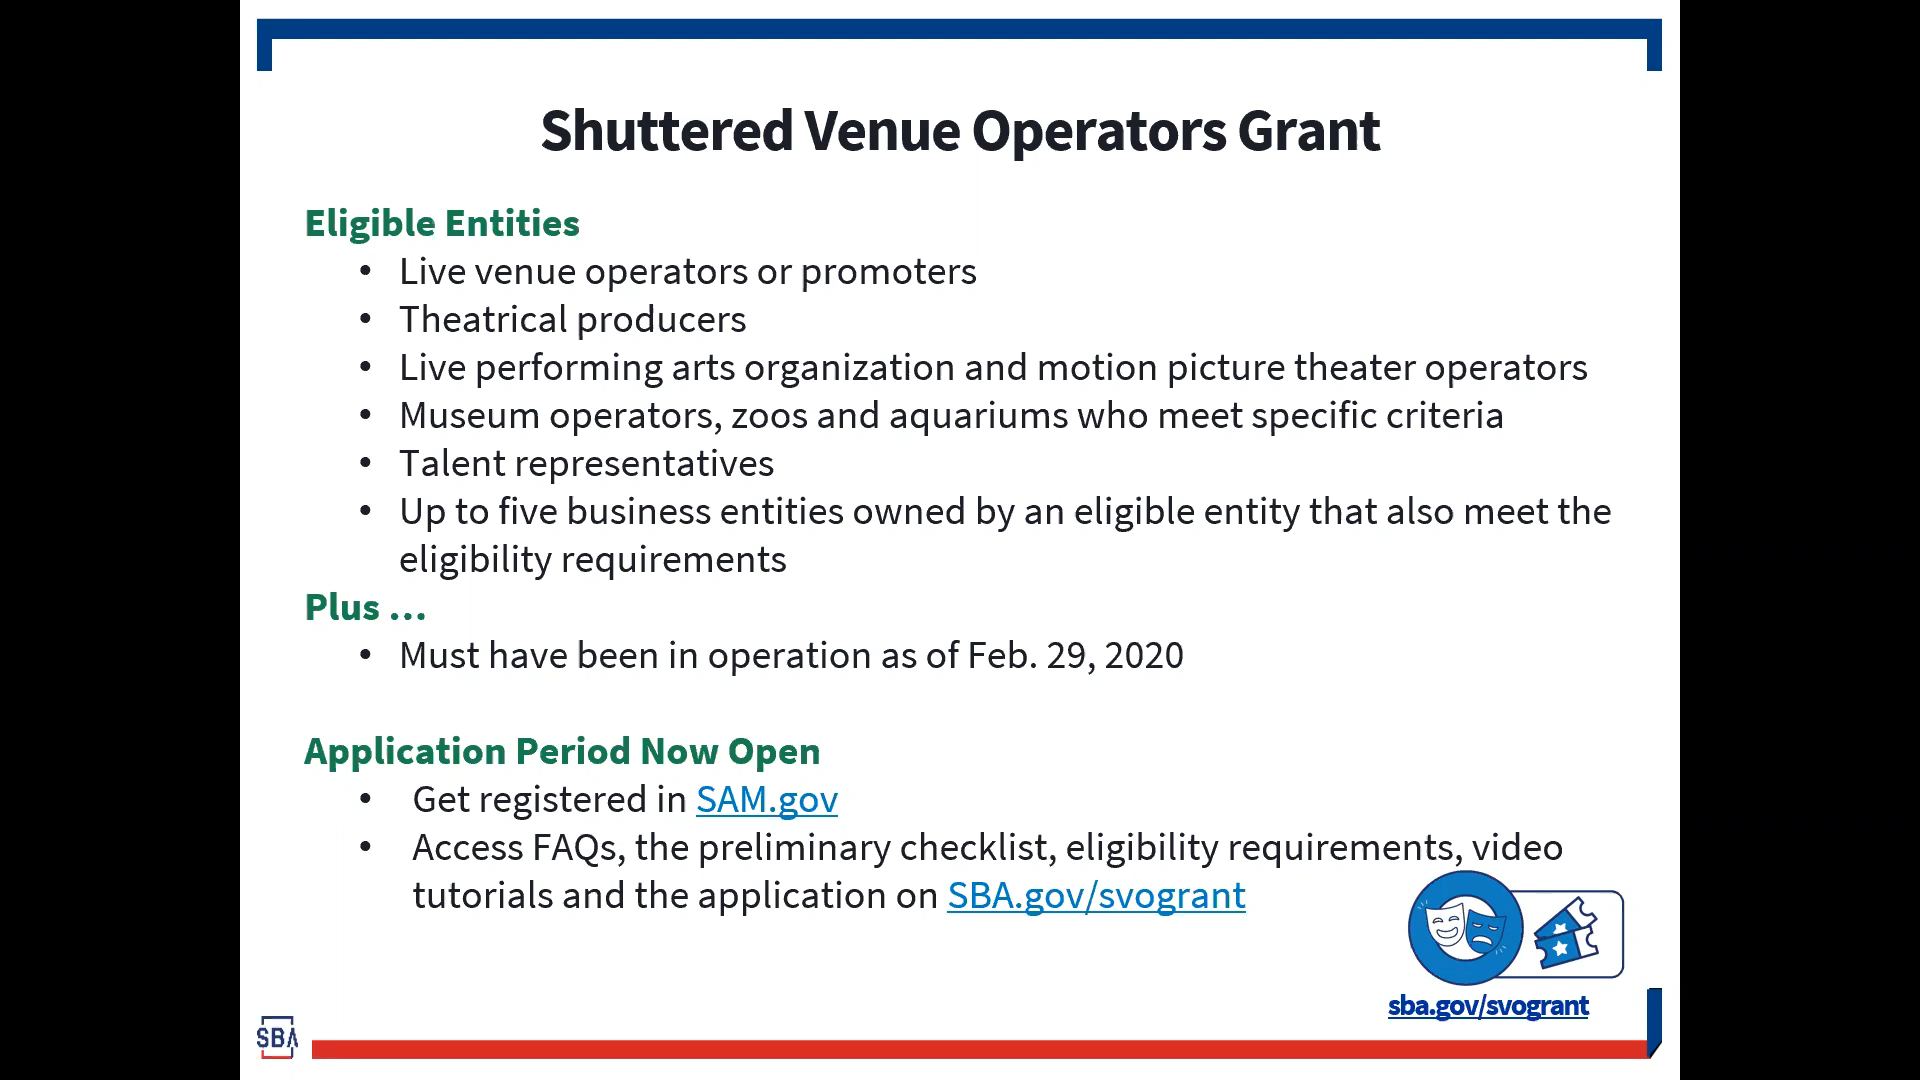 Shuttered Venue Operators Grant
Eligible Entities
• Live venue operators or promoters
• Theatrical producers
• Live performing arts organization and motion picture theater operators
• Museum operators, zoos and aquariums who meet specific criteria
• Talent representatives
• Up to five business entities owned by an eligible entity that also meet the
eligibility requirements
Plus ...
• Must have been in operation as of Feb. 29, 2020
Application Period Now Open
• Get registered in SAM.gov
• Access FAQs, the preliminary checklist, eligibility requirements, video
tutorials and the application on SBA.gov/svogrant
sba.gov/svogrant
SBA